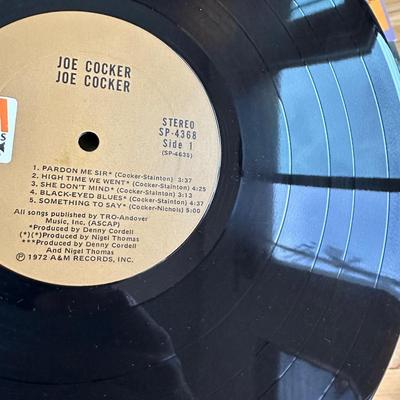 JOE COCKER
JOE COCKER
STEREO
SP-4368
Side 1
(SP-4635)
1. PARDON ME SIR* (Cocker-Stainton) 3:37
2. HIGH TIME WE WENT* (Cocker-Stainton) 4:25
3. SHE DON'T MIND* (Cocker-Stainton) 3:13
4. BLACK-EYED BLUES* (Cocker-Stainton) 4:37
5. SOMETHING TO SAY* (Cocker-Nichols) 5:00
All songs published by TRO-Andover
Music, Inc. (ASCAP)
*Produced by Denny Cordell
(*)(*)Produced by Nigel Thomas
***Produced by Denny Cordell
And Nigel Thomas
Ⓟ 1972 A&M RECORDS, INC.